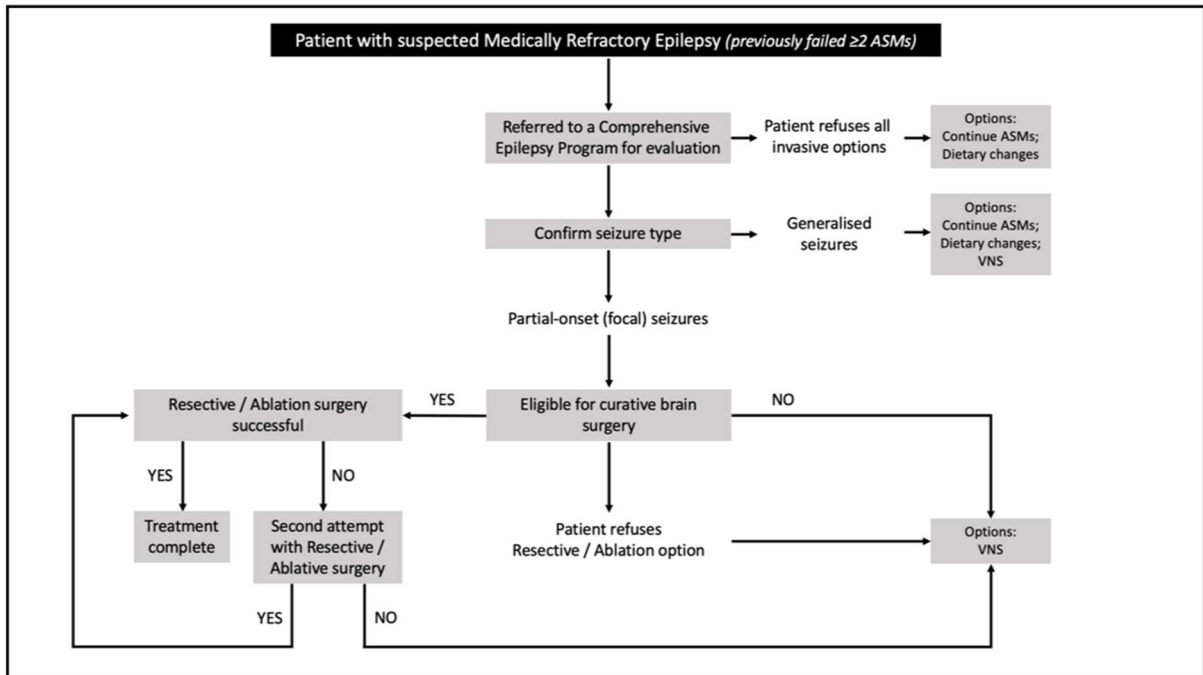 Patient with suspected Medically Refractory Epilepsy (previously failed ≥2 ASMs)
Referred to a Comprehensive
Epilepsy Program for evaluation
Patient refuses all
invasive options
Options:
Continue ASMs;
Dietary changes
Confirm seizure type
Generalised
seizures
Options:
Continue ASMs;
Dietary changes;
VNS
Partial-onset (focal) seizures
Resective / Ablation surgery
successful
YES
Eligible for curative brain
surgery
NO
YES
NO
Treatment
complete
Second attempt
with Resective /
Ablative surgery
Patient refuses
Resective / Ablation option
Options:
VNS
YES
NO